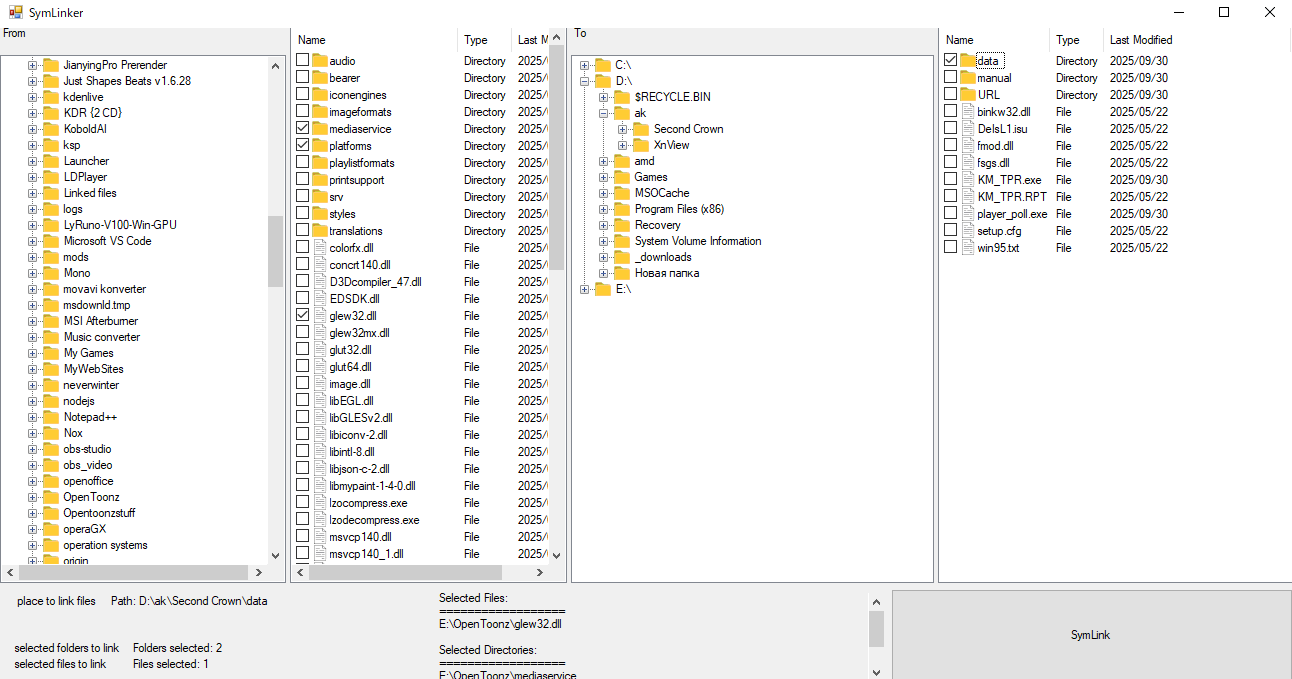 SymLinker
From
JianyingPro Prerender
Just Shapes Beats v1.6.28
kdenlive
KDR {2 CD}
KoboldAI
ksp
Launcher
LDPlayer
Linked files
logs
LyRuno-V100-Win-GPU
Microsoft VS Code
mods
Mono
movavi konverter
msdownld.tmp
MSI Afterburner
Music converter
My Games
MyWebSites
neverwinter
nodejs
Notepad++
Nox
obs-studio
obs_video
openoffice
OpenToonz
Opentoonzstuff
operaGX
operation systems
origin
Name Type Last M
audio Directory 2025/
bearer Directory 2025/
iconengines Directory 2025/
imageformats Directory 2025/
mediaservice Directory 2025/
platforms Directory 2025/
playlistformats Directory 2025/
printsupport Directory 2025/
srv Directory 2025/
styles Directory 2025/
translations Directory 2025/
colorfx.dll File 2025/
concrt140.dll File 2025/
D3Dcompiler_47.dll File 2025/
EDSDK.dll File 2025/
glew32.dll File 2025/
glew32mx.dll File 2025/
glut32.dll File 2025/
glut64.dll File 2025/
image.dll File 2025/
libEGL.dll File 2025/
libGLESv2.dll File 2025/
libiconv-2.dll File 2025/
libintl-8.dll File 2025/
libjson-c-2.dll File 2025/
libmypaint-1-4-0.dll File 2025/
lzocompress.exe File 2025/
lzodecompress.exe File 2025/
msvcp140.dll File 2025/
msvcp140_1.dll File 2025/
To
C:\
D:\
$RECYCLE.BIN
ak
Second Crown
XnView
amd
Games
MSOCache
Program Files (x86)
Recovery
System Volume Information
_downloads
Новая папка
E:\
Name Type Last Modified
data Directory 2025/09/30
manual Directory 2025/09/30
URL Directory 2025/09/30
binkw32.dll File 2025/05/22
DelsL1.isu File 2025/05/22
fmod.dll File 2025/05/22
fsgs.dll File 2025/05/22
KM_TPR.exe File 2025/09/30
KM_TPR.RPT File 2025/05/22
player_poll.exe File 2025/09/30
setup.cfg File 2025/05/22
win95.txt File 2025/05/22
place to link files Path: D:\ak\Second Crown\data
selected folders to link Folders selected: 2
selected files to link Files selected: 1
Selected Files:
==================
E:\OpenToonz\glew32.dll
Selected Directories:
==================
E:\OpenToonz\mediaservice
SymLink